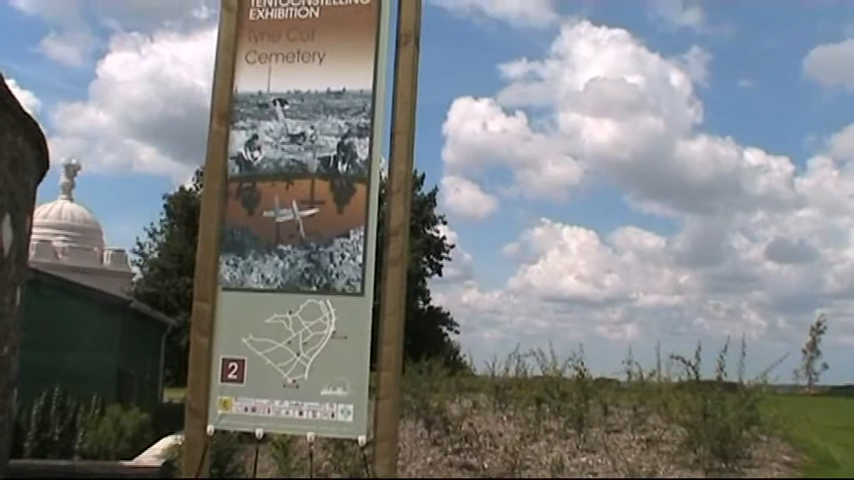 TENTOONSTELLING
EXHIBITION
Tyne Cot
Cemetery
2